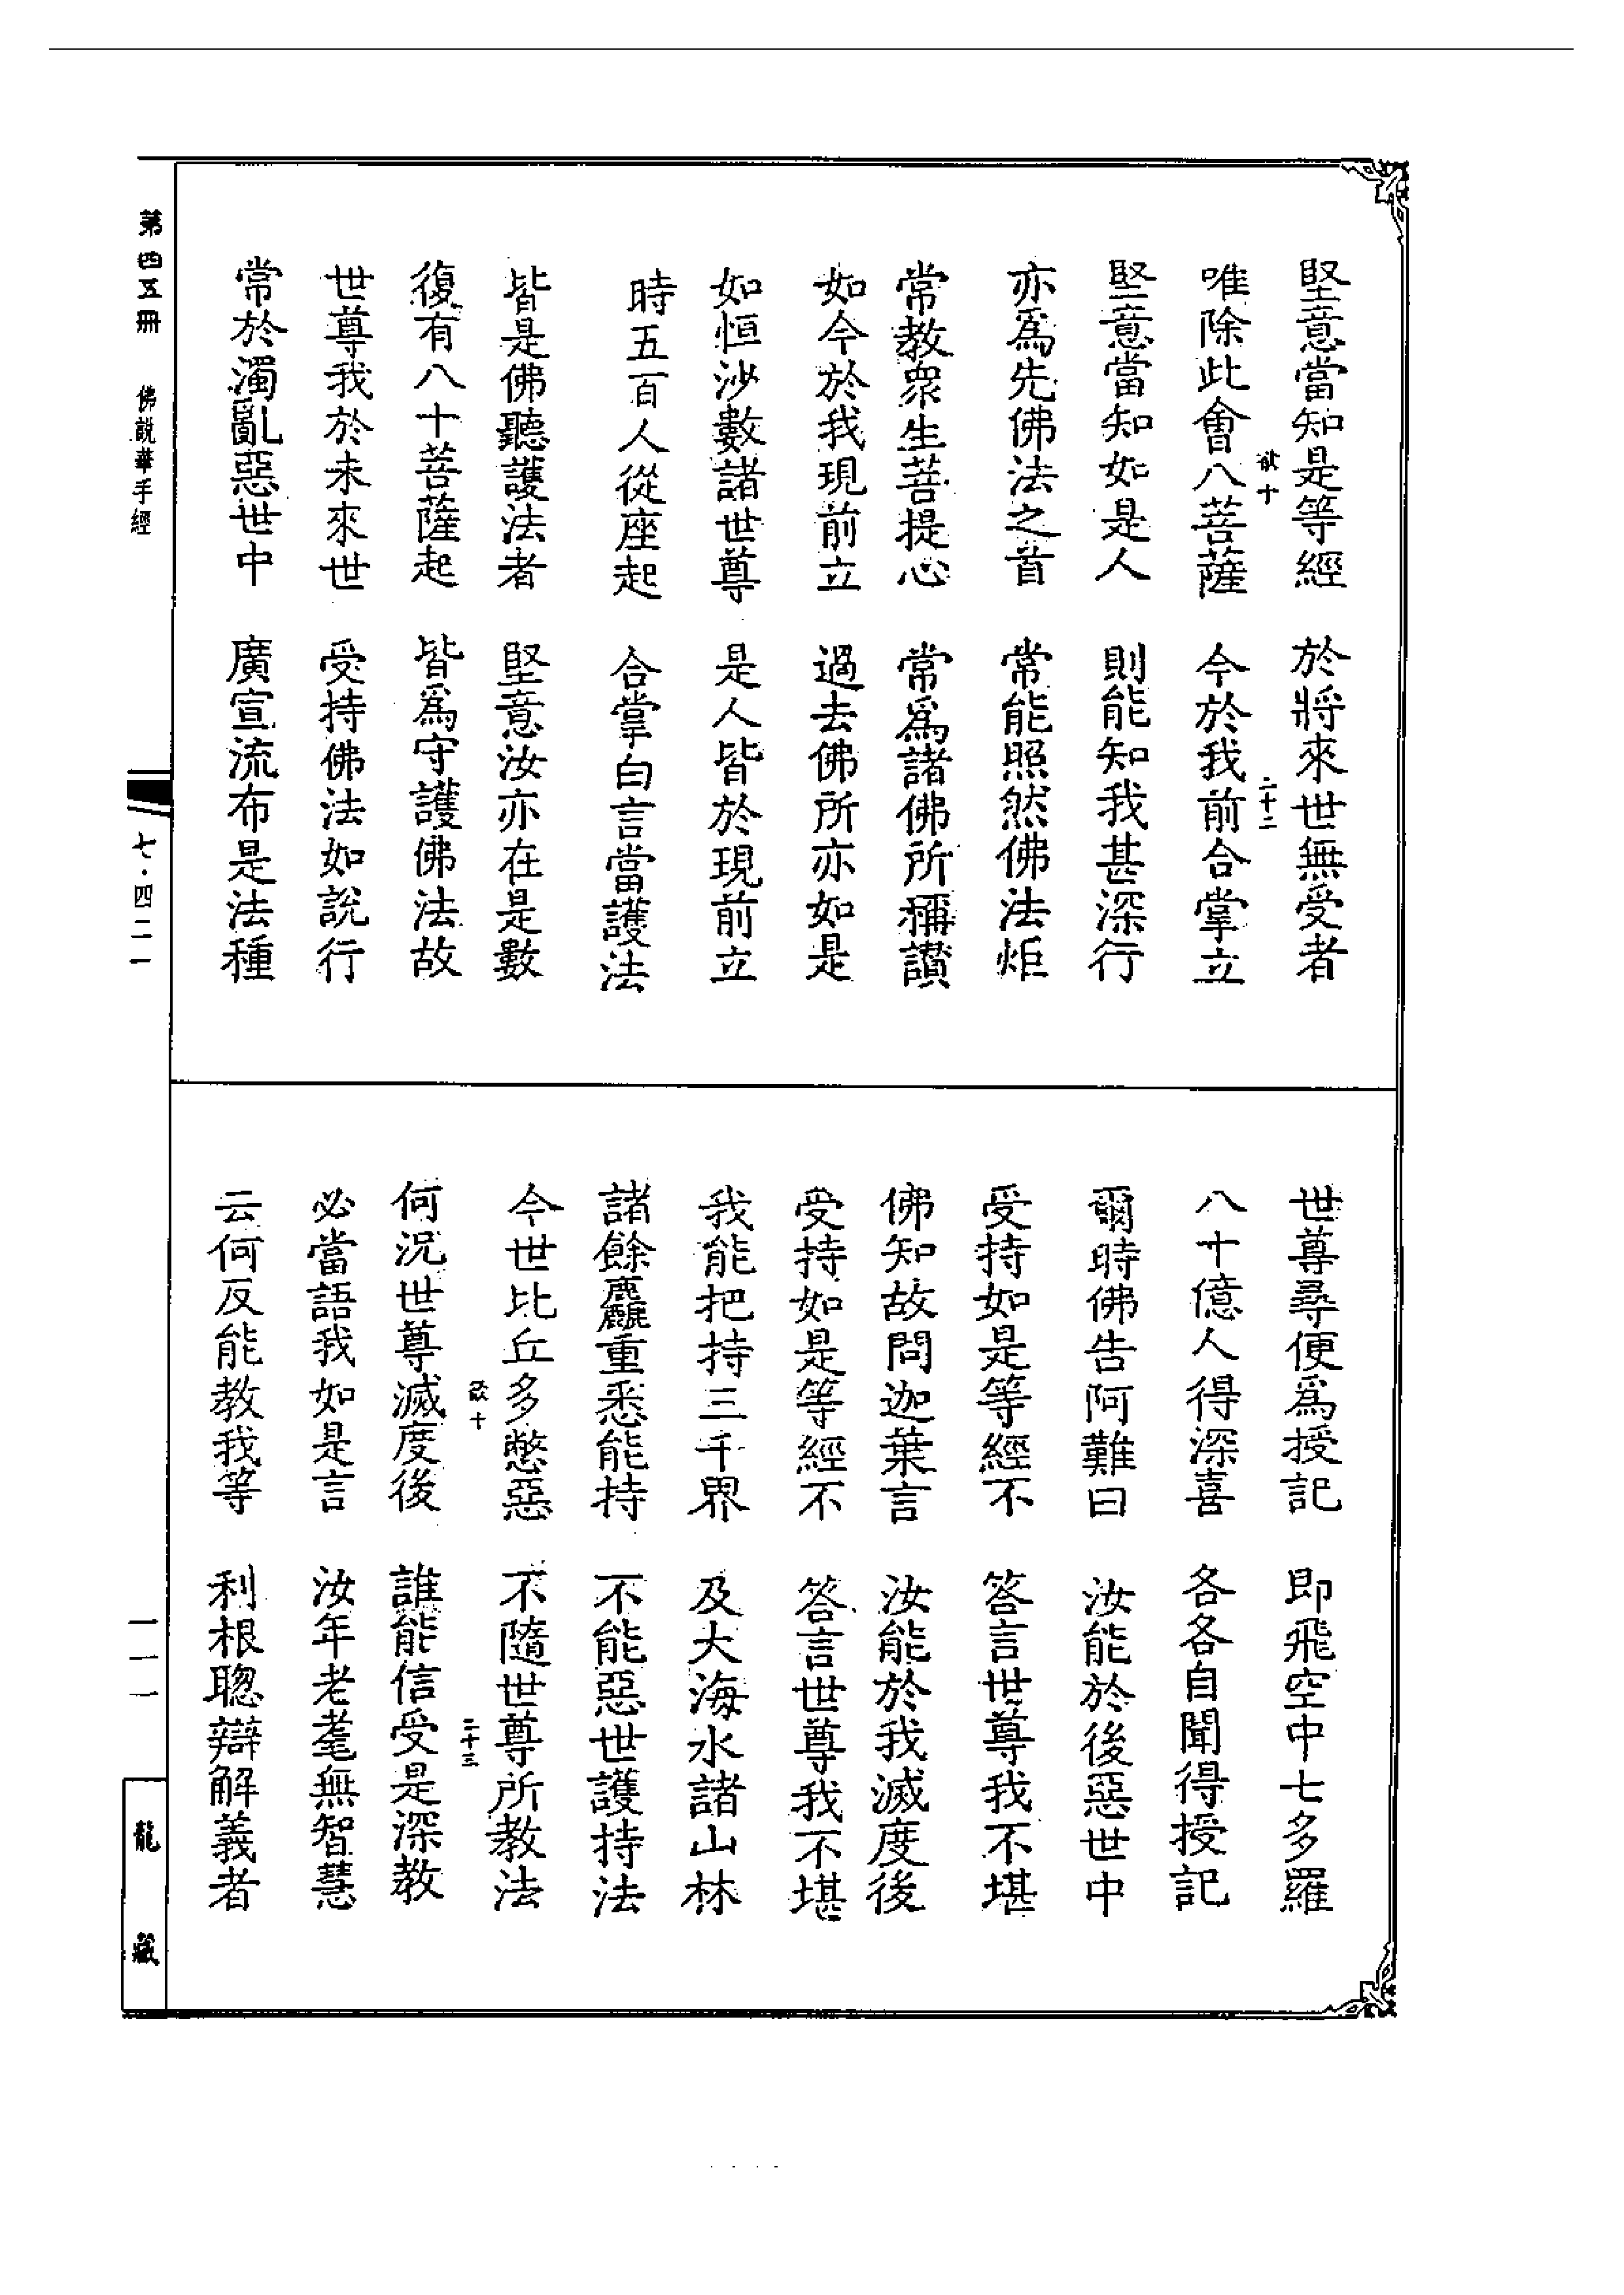 堅意當知是等經　於將來世無受者
欲十　二十二
唯除此會八菩薩　今於我前合掌立
堅意當知如是人　則能知我甚深行
亦爲先佛法之首　常能照然佛法炬
常教衆生菩提心　常爲諸佛所稱讃
如今於我現前立　過去佛所亦如是
如恒沙數諸世尊　是人皆於現前立
時五百人從座起　合掌白言當護法
皆是佛聽護法者　堅意汝亦在是數
復有八十菩薩起　皆爲守護佛法故
世尊我於未來世　受持佛法如說行
常於濁亂惡世中　廣宣流布是法種
世尊尋便爲授記　即飛空中七多羅
八十億人得深喜　各各自聞得授記
爾時佛告阿難曰　汝能於後惡世中
受持如是等經不　答言世尊我不堪
佛知故問迦葉言　汝能於我滅度後
受持如是等經不　答言世尊我不堪
我能把持三千界　及大海水諸山林
諸餘麤重悉能持　不能惡世護持法
今世比丘多憋惡　不隨世尊所教法
欲十　二十三
何況世尊滅度後　誰能信受是深教
必當語我如是言　汝年老耄無智慧
云何反能教我等　利根聰辯解義者
第四五冊　佛説華手經　七·四二一
一一一
龍藏